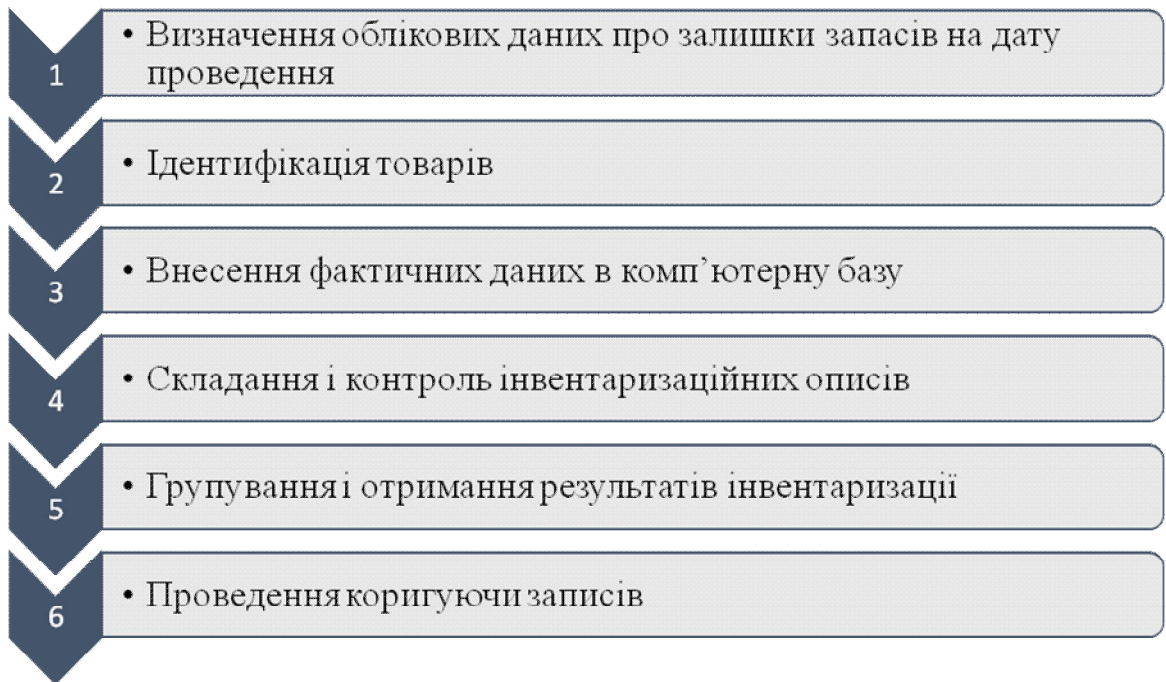 1
• Визначення облікових даних про залишки запасів на дату
проведення
2
• Ідентифікація товарів
3
• Внесення фактичних даних в комп’ютерну базу
4
• Складання і контроль інвентаризаційних описів
5
• Групування і отримання результатів інвентаризації
6
• Проведення коригуючи записів